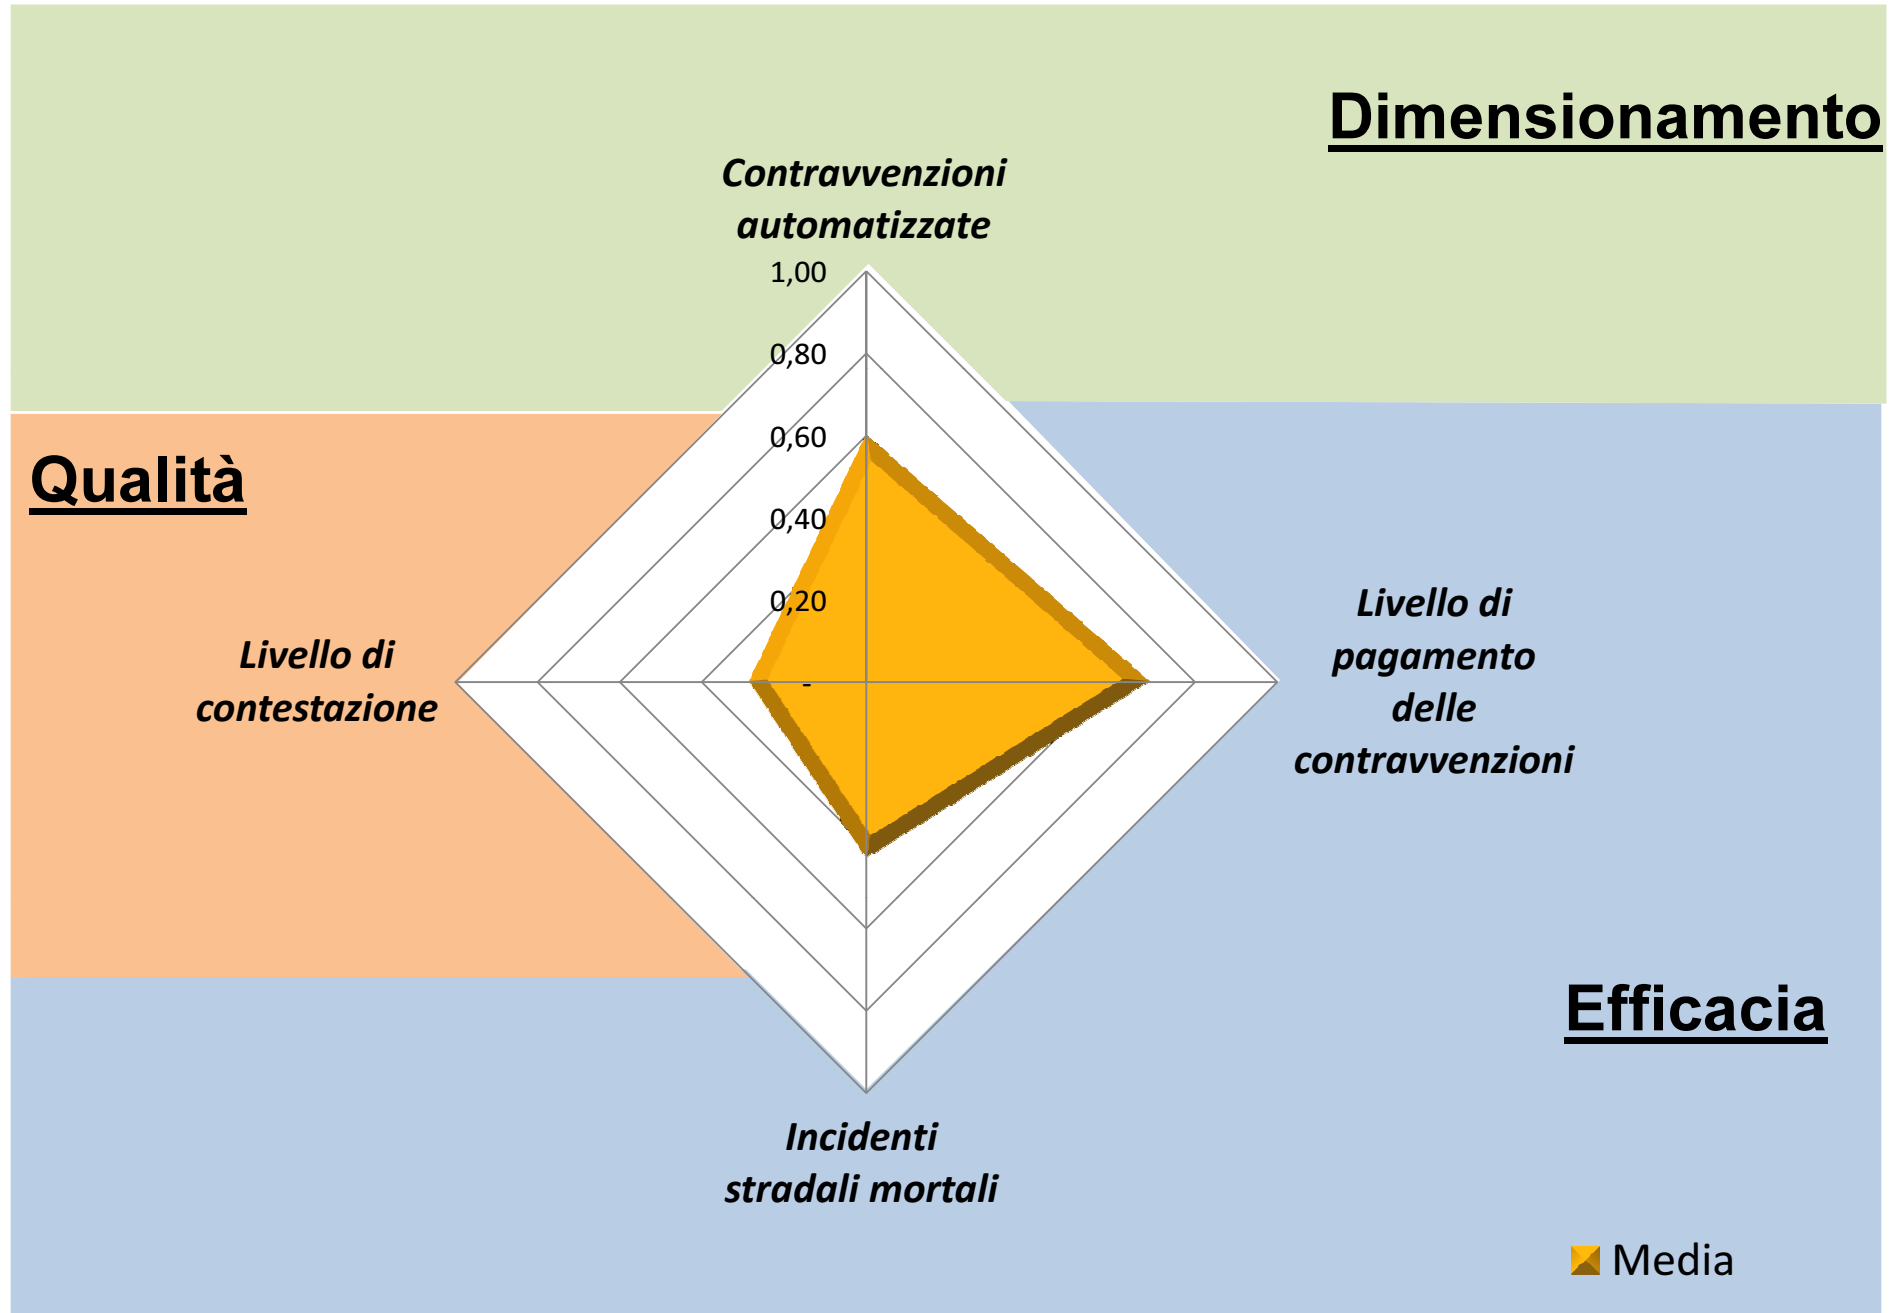 Dimensionamento
Contravvenzioni
automatizzate
1,00
0,80
0,60
0,40
0,20
-
Qualità
Livello di
contestazione
Livello di
pagamento
delle
contravvenzioni
Efficacia
Incidenti
stradali mortali
Media